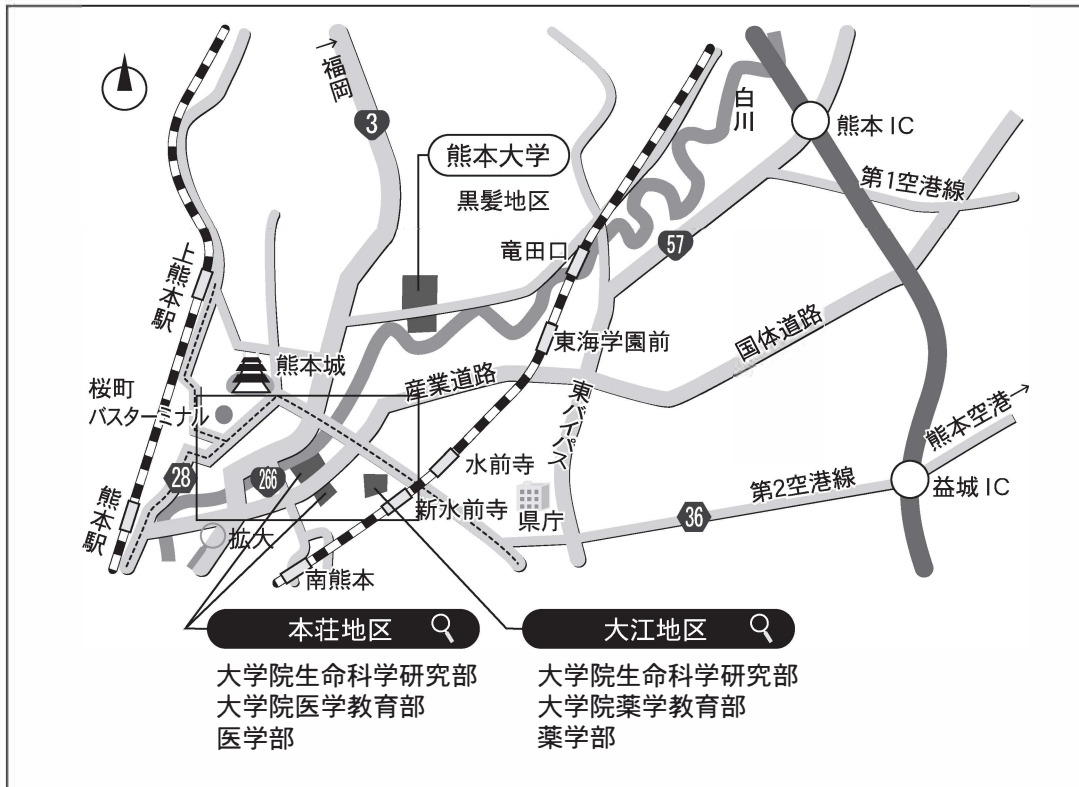 →福岡
3
白川
熊本 IC
熊本大学
黒髪地区
第1空港線
57
竜田口
上熊本駅
国体道路
東海学園前
熊本城
産業道路
桜町
バスターミナル
東バイパス
熊本空港→
水前寺
28
266
第2空港線
益城 IC
新水前寺
県庁
36
熊本駅
拡大
南熊本
本荘地区
大学院生命科学研究部
大学院医学教育部
医学部
大江地区
大学院生命科学研究部
大学院薬学教育部
薬学部